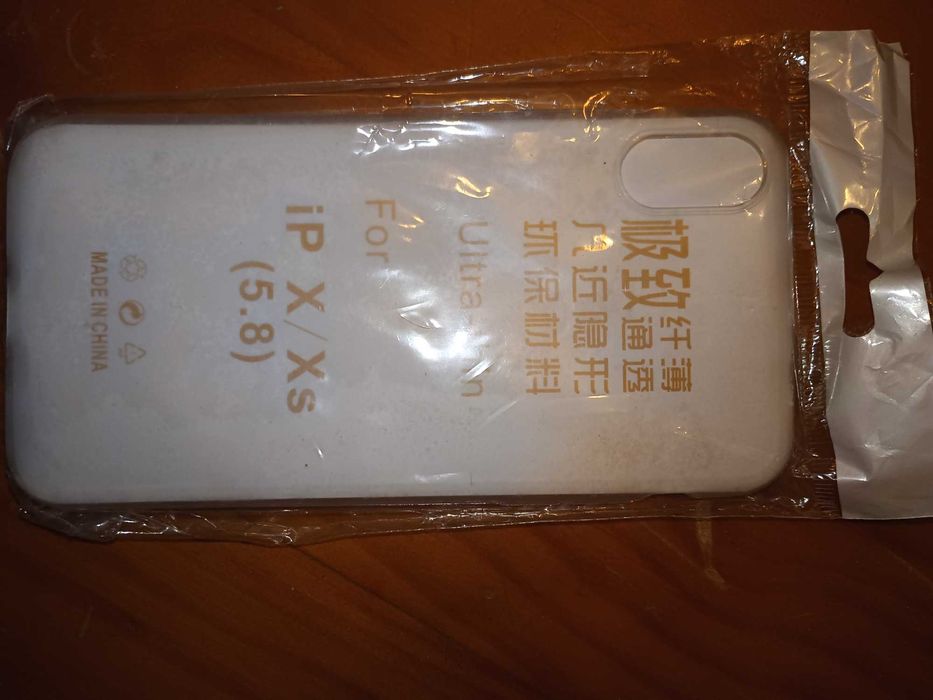 极致纤薄
通透
几近隐形
环保材料
Ultra
For
iP X/Xs
(5.8)
MADE IN CHINA